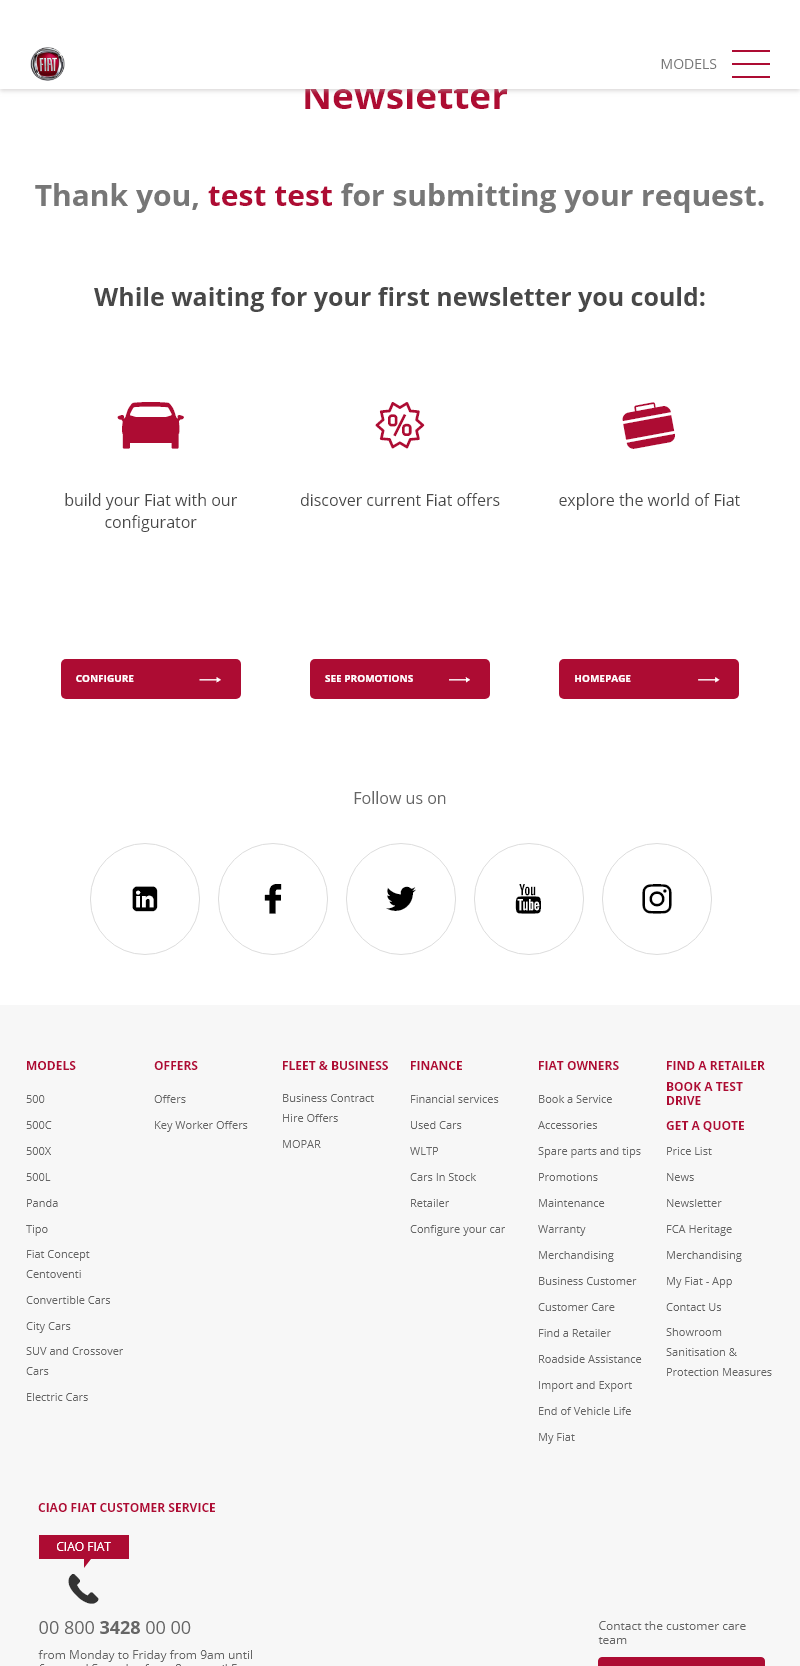 FIAT
MODELS
Newsletter
Thank you, test test for submitting your request.
While waiting for your first newsletter you could:
build your Fiat with our
configurator
discover current Fiat offers
explore the world of Fiat
CONFIGURE
SEE PROMOTIONS
HOMEPAGE
Follow us on
in
You
Tube
MODELS
500
500C
500X
500L
Panda
Tipo
Fiat Concept
Centoventi
Convertible Cars
City Cars
SUV and Crossover
Cars
Electric Cars
OFFERS
Offers
Key Worker Offers
FLEET & BUSINESS
Business Contract
Hire Offers
MOPAR
FINANCE
Financial services
Used Cars
WLTP
Cars In Stock
Retailer
Configure your car
FIAT OWNERS
Book a Service
Accessories
Spare parts and tips
Promotions
Maintenance
Warranty
Merchandising
Business Customer
Customer Care
Find a Retailer
Roadside Assistance
Import and Export
End of Vehicle Life
My Fiat
FIND A RETAILER
BOOK A TEST
DRIVE
GET A QUOTE
Price List
News
Newsletter
FCA Heritage
Merchandising
My Fiat - App
Contact Us
Showroom
Sanitisation &
Protection Measures
CIAO FIAT CUSTOMER SERVICE
CIAO FIAT
00 800 3428 00 00
from Monday to Friday from 9am until
Contact the customer care
team